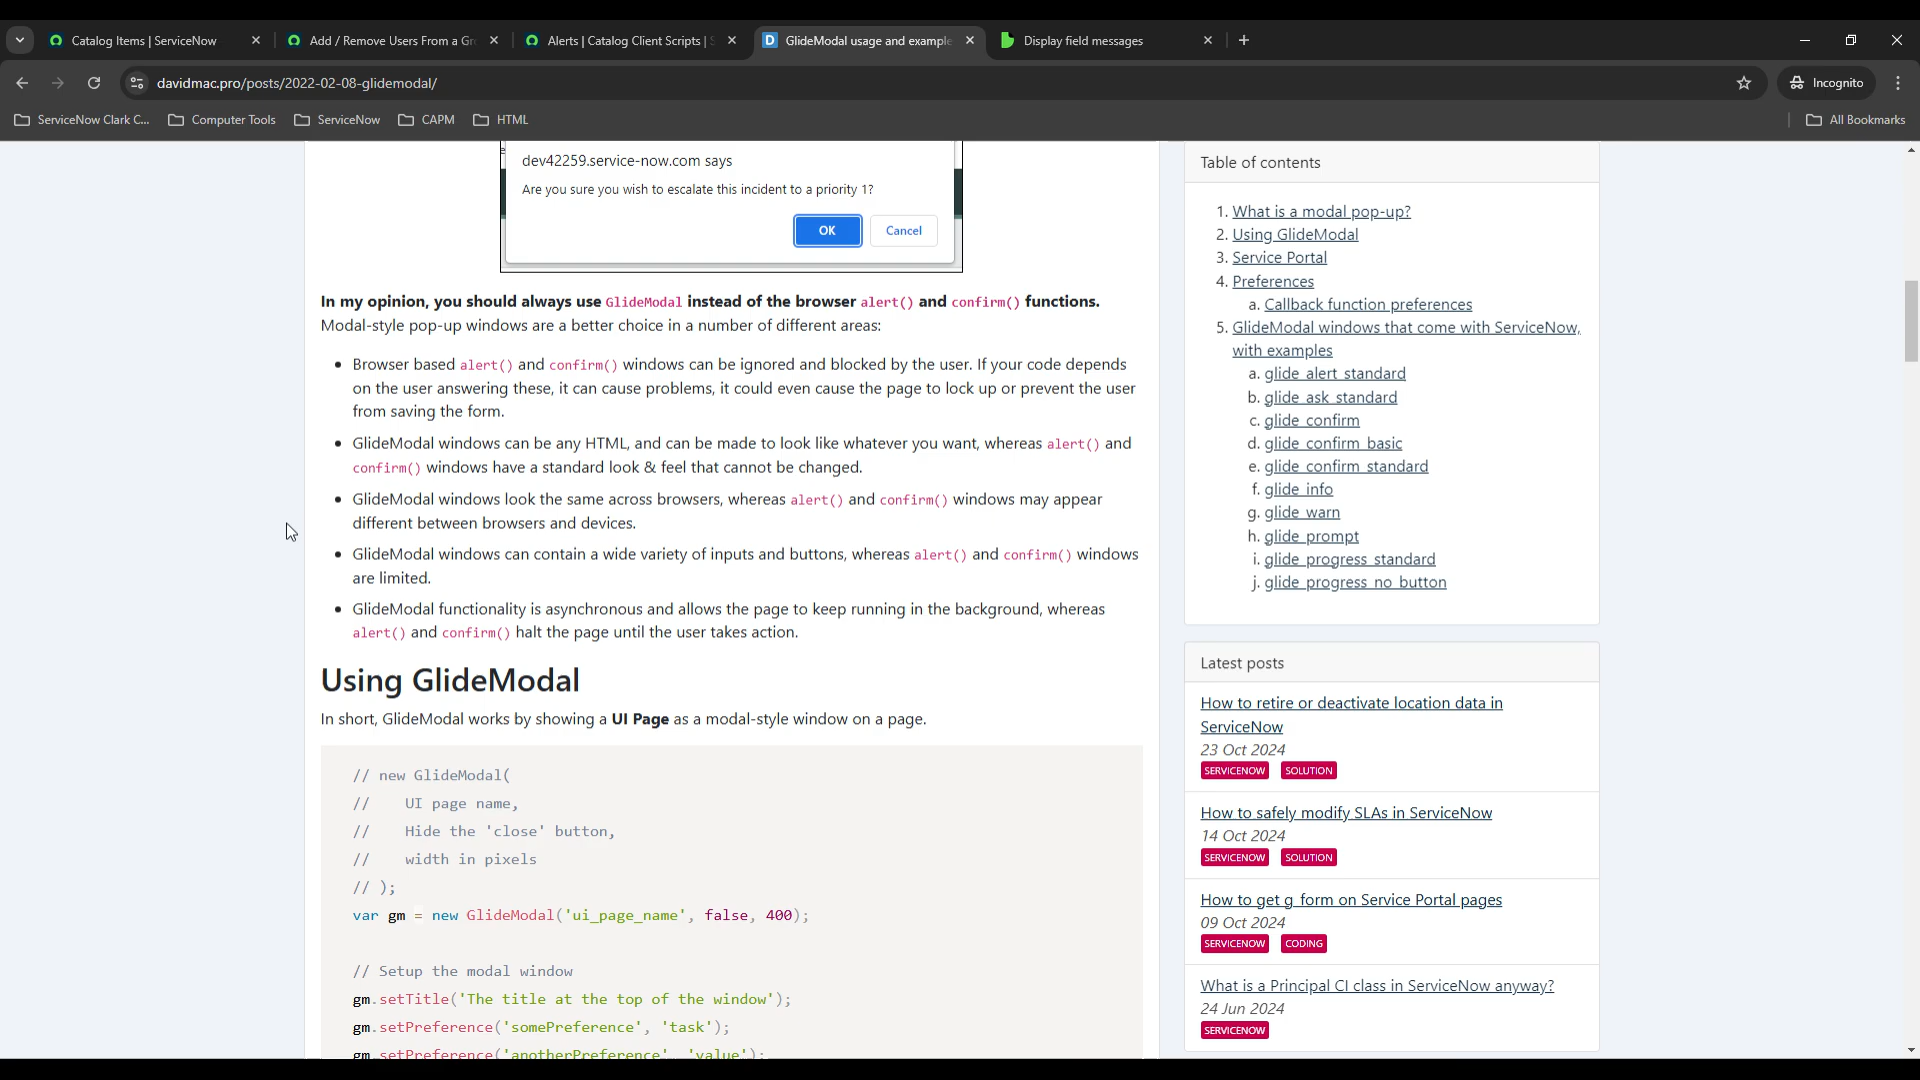 Catalog Items | ServiceNow
Add / Remove Users From a Gr
Alerts | Catalog Client Scripts | S
D GlideModal usage and example
Display field messages
davidmac.pro/posts/2022-02-08-glidemodal/
Incognito
ServiceNow Clark C...
Computer Tools
ServiceNow
CAPM
HTML
All Bookmarks
dev42259.service-now.com says
Are you sure you wish to escalate this incident to a priority 1?
OK
Cancel
In my opinion, you should always use GlideModal instead of the browser alert() and confirm() functions.
Modal-style pop-up windows are a better choice in a number of different areas:
• Browser based alert() and confirm() windows can be ignored and blocked by the user. If your code depends
on the user answering these, it can cause problems, it could even cause the page to lock up or prevent the user
from saving the form.
• GlideModal windows can be any HTML, and can be made to look like whatever you want, whereas alert() and
confirm() windows have a standard look & feel that cannot be changed.
• GlideModal windows look the same across browsers, whereas alert() and confirm() windows may appear
different between browsers and devices.
• GlideModal windows can contain a wide variety of inputs and buttons, whereas alert() and confirm() windows
are limited.
• GlideModal functionality is asynchronous and allows the page to keep running in the background, whereas
alert() and confirm() halt the page until the user takes action.
Using GlideModal
In short, GlideModal works by showing a UI Page as a modal-style window on a page.
// new GlideModal(
//    UI page name,
//    Hide the 'close' button,
//    width in pixels
// );
var gm = new GlideModal('ui_page_name', false, 400);
// Setup the modal window
gm.setTitle('The title at the top of the window');
gm.setPreference('somePreference', 'task');
gm.setPreference('anotherPreference', 'value');
Table of contents
1. What is a modal pop-up?
2. Using GlideModal
3. Service Portal
4. Preferences
a. Callback function preferences
5. GlideModal windows that come with ServiceNow,
with examples
a. glide_alert_standard
b. glide_ask_standard
c. glide_confirm
d. glide_confirm_basic
e. glide_confirm_standard
f. glide_info
g. glide_warn
h. glide_prompt
i. glide_progress_standard
j. glide_progress_no_button
Latest posts
How to retire or deactivate location data in
ServiceNow
23 Oct 2024
SERVICENOW SOLUTION
How to safely modify SLAs in ServiceNow
14 Oct 2024
SERVICENOW SOLUTION
How to get g_form on Service Portal pages
09 Oct 2024
SERVICENOW CODING
What is a Principal CI class in ServiceNow anyway?
24 Jun 2024
SERVICENOW